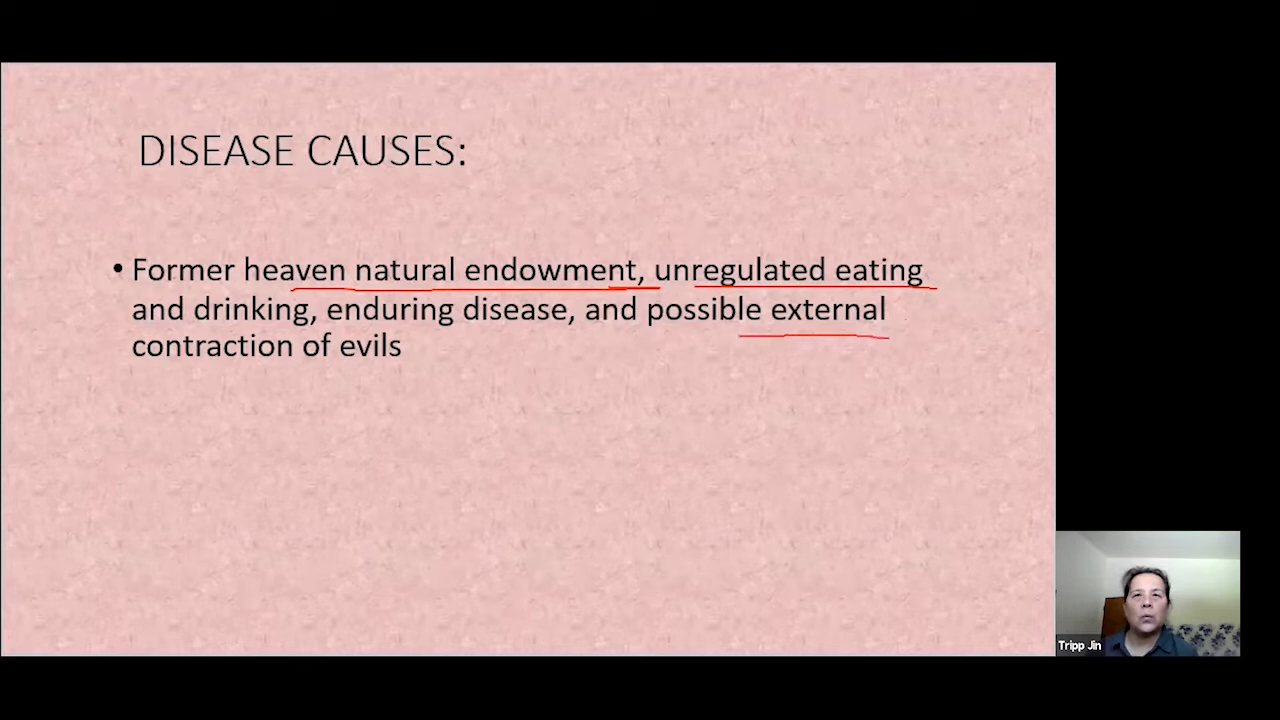 DISEASE CAUSES:
• Former heaven natural endowment, unregulated eating
and drinking, enduring disease, and possible external
contraction of evils
Tripp Jin